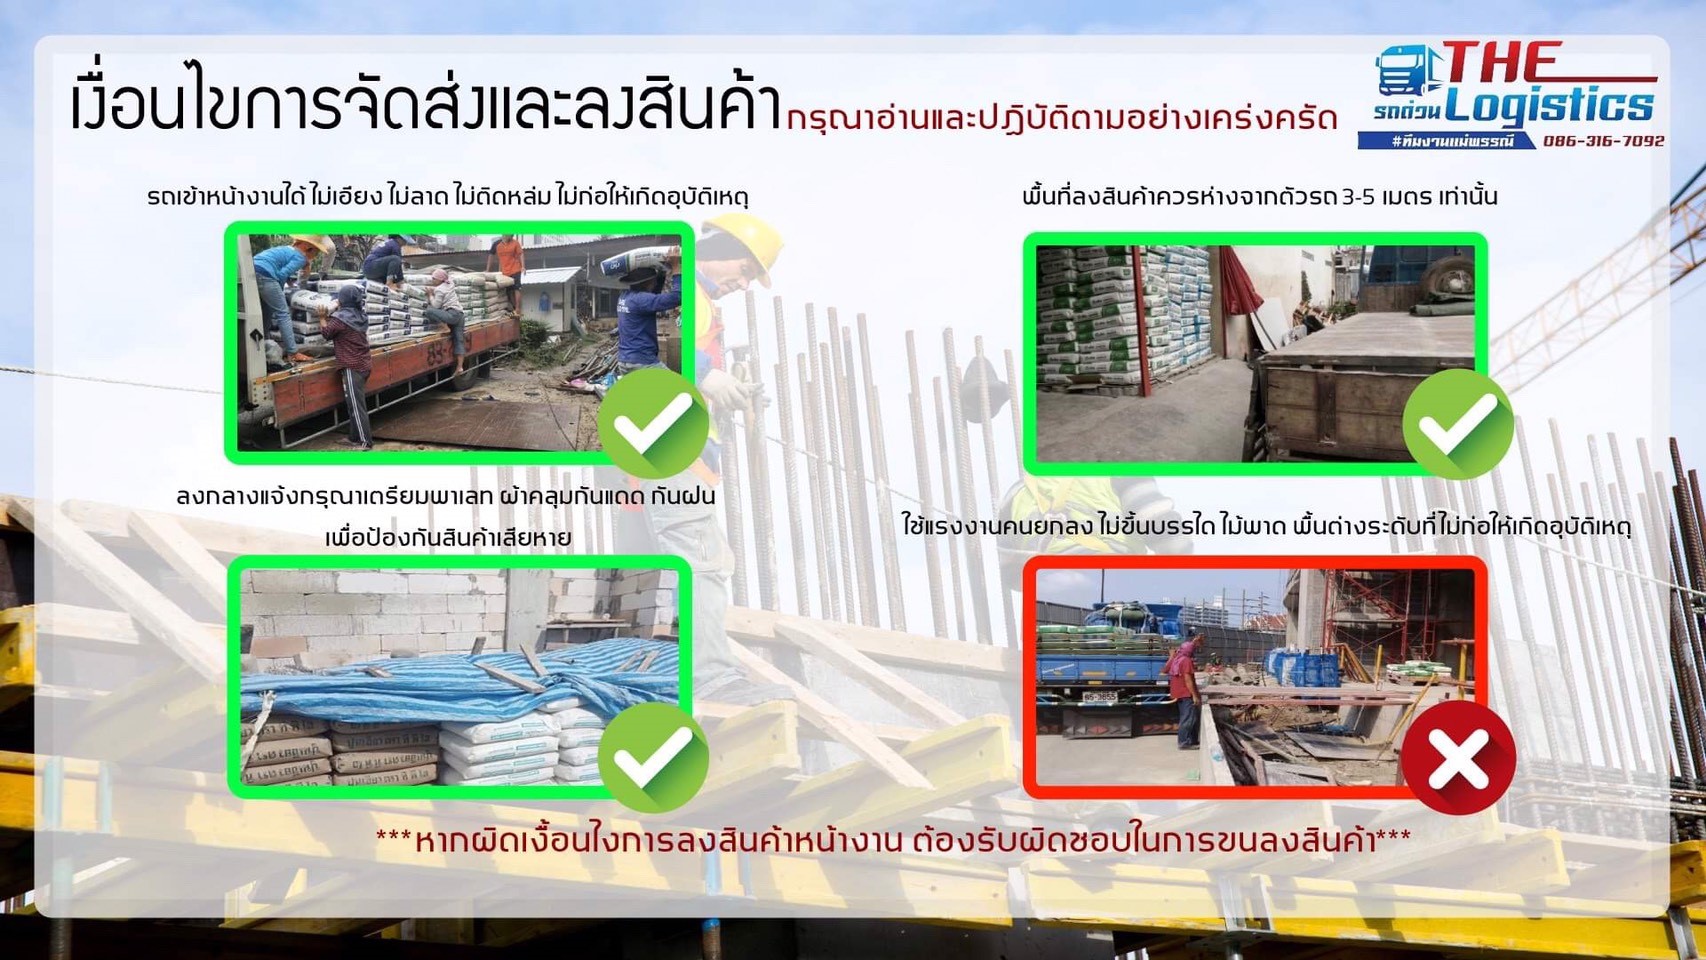 เงื่อนไขการจัดส่งและลงสินค้า กรุณาอ่านและปฏิบัติตามอย่างเคร่งครัด
THE
รถด่วน Logistics
#ทีมงานแม่พรรณี 086-316-7092
รถเข้าหน้างานได้ ไม่เอียง ไม่ลาด ไม่ติดหล่ม ไม่ก่อให้เกิดอุบัติเหตุ
พื้นที่ลงสินค้าควรห่างจากตัวรถ 3-5 เมตร เท่านั้น
ลงกลางแจ้งกรุณาเตรียมพาเลท ผ้าคลุมกันแดด กันฝน
เพื่อป้องกันสินค้าเสียหาย
ใช้แรงงานคนยกลง ไม่ขึ้นบรรได ไม้พาด พื้นต่างระดับที่ไม่ก่อให้เกิดอุบัติเหตุ
***หากผิดเงื้อนไงการลงสินค้าหน้างาน ต้องรับผิดชอบในการขนลงสินค้า***